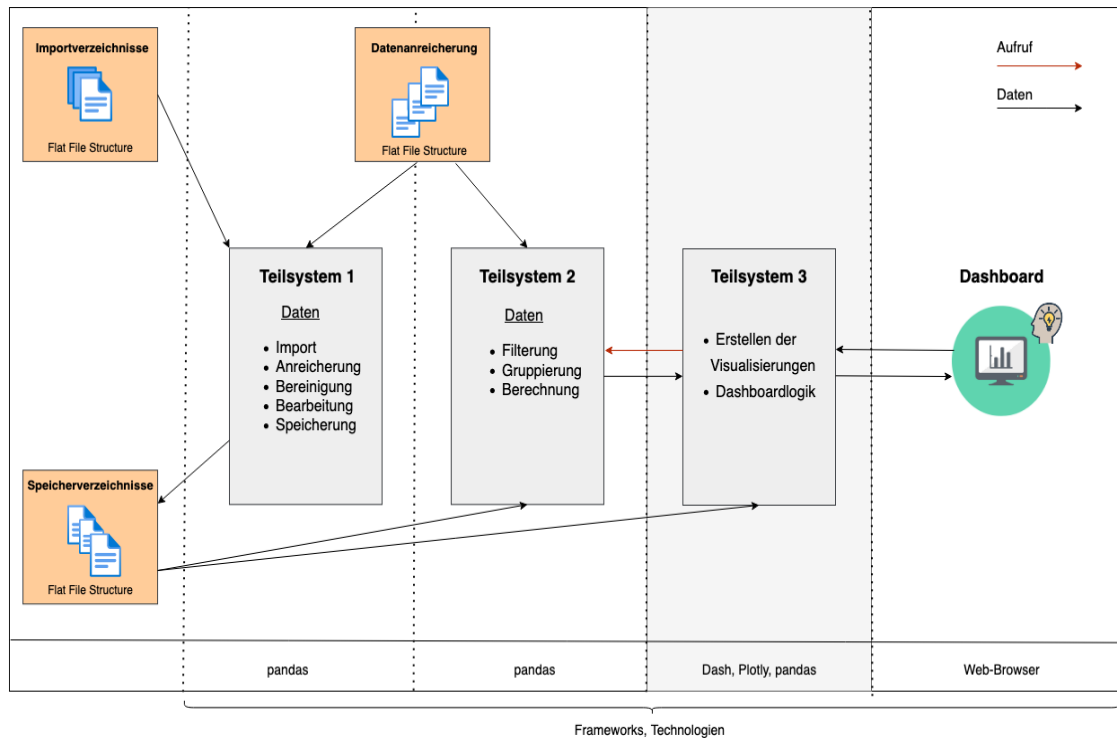 Importverzeichnisse
Flat File Structure
Datenanreicherung
Flat File Structure
Aufruf
Daten
Teilsystem 1
Daten
• Import
• Anreicherung
• Bereinigung
• Bearbeitung
• Speicherung
Teilsystem 2
Daten
• Filterung
• Gruppierung
• Berechnung
Teilsystem 3
• Erstellen der
Visualisierungen
• Dashboardlogik
Dashboard
Speicherverzeichnisse
Flat File Structure
pandas
pandas
Dash, Plotly, pandas
Web-Browser
Frameworks, Technologien